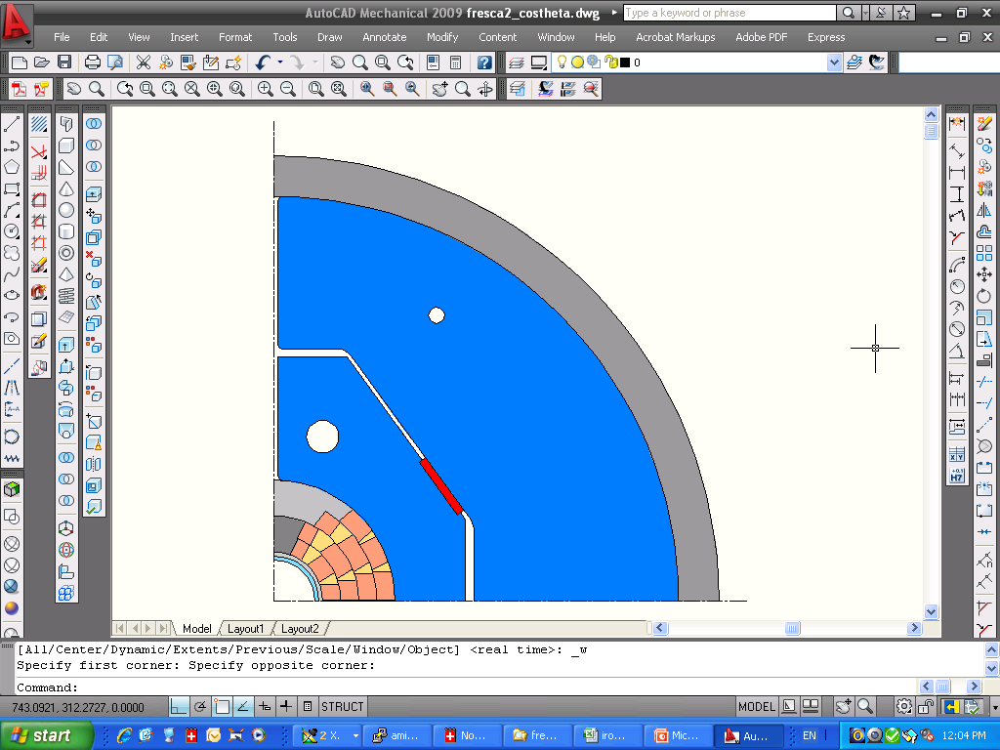 AutoCAD Mechanical 2009 fresca2_costheta.dwg
Type a keyword or phrase
File Edit View Insert Format Tools Draw Annotate Modify Content Window Help Acrobat Markups Adobe PDF Express
0
Model Layout1 Layout2
[All/Center/Dynamic/Extents/Previous/Scale/Window/Object] <real time>: _w
Specify first corner: Specify opposite corner:
Command:
743.0921, 312.2727, 0.0000 STRUCT MODEL
start 2 X. ami... No... fre... iro... Mic... Au... EN 12:04 PM